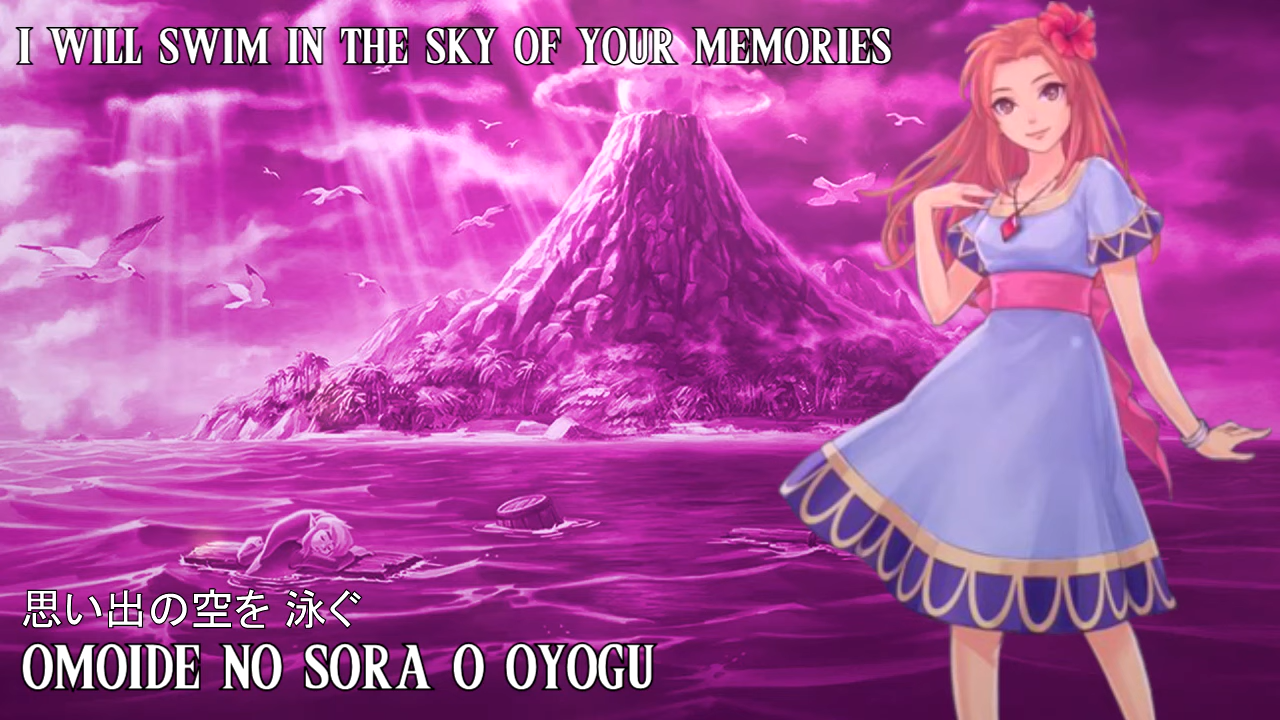 I WILL SWIM IN THE SKY OF YOUR MEMORIES
思い出の空を 泳ぐ
OMOIDE NO SORA O OYOGU